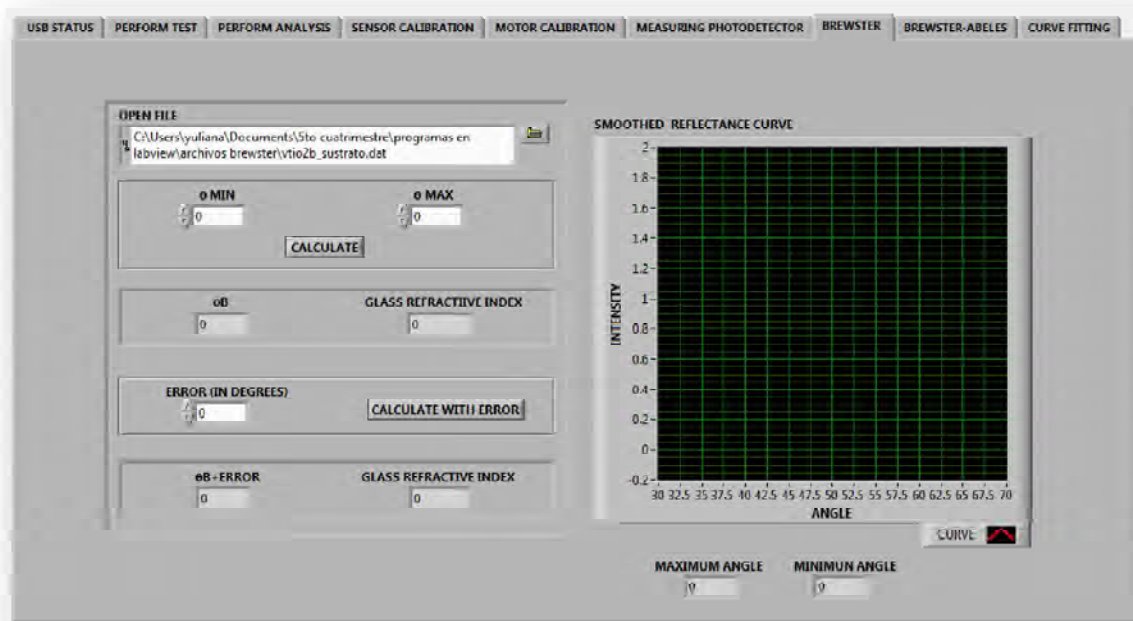 USB STATUS PERFORM TEST PERFORM ANALYSIS SENSOR CALIBRATION MOTOR CALIBRATION MEASURING PHOTODETECTOR BREWSTER BREWSTER-ABELES CURVE FITTING
OPEN FILE
C:\Users\yuliana\Documents\5to cuatrimestre\programas en
labview\archivos brewster\vtio2b_sustrato.dat
θ MIN θ MAX
0 0
CALCULATE
θB GLASS REFRACTIIVE INDEX
0 0
ERROR (IN DEGREES)
0 CALCULATE WITH ERROR
θB+ERROR GLASS REFRACTIVE INDEX
0 0
SMOOTHED REFLECTANCE CURVE
2
1.8
1.6
1.4
1.2
1
0.8
0.6
0.4
0.2
0
-0.2
INTENSITY
30 32.5 35 37.5 40 42.5 45 47.5 50 52.5 55 57.5 60 62.5 65 67.5 70
ANGLE
CURVE
MAXIMUM ANGLE MINIMUN ANGLE
0 0